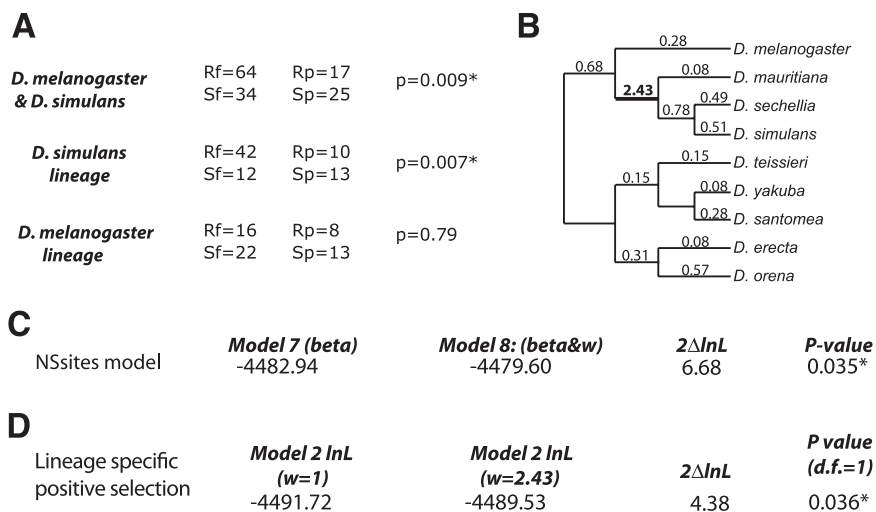 A
D. melanogaster & D. simulans
Rf=64 Rp=17
Sf=34 Sp=25
p=0.009*
D. simulans lineage
Rf=42 Rp=10
Sf=12 Sp=13
p=0.007*
D. melanogaster lineage
Rf=16 Rp=8
Sf=22 Sp=13
p=0.79
B
0.28 D. melanogaster
0.68
0.08 D. mauritiana
2.43
0.49 D. sechellia
0.78
0.51 D. simulans
0.15 D. teissieri
0.15
0.08 D. yakuba
0.28 D. santomea
0.08 D. erecta
0.31
0.57 D. orena
C
Model 7 (beta) Model 8: (beta&w) 2ΔlnL P-value
NSsites model -4482.94 -4479.60 6.68 0.035*
D
Lineage specific positive selection
Model 2 lnL (w=1)
-4491.72
Model 2 lnL (w=2.43)
-4489.53
2ΔlnL
4.38
P value (d.f.=1)
0.036*